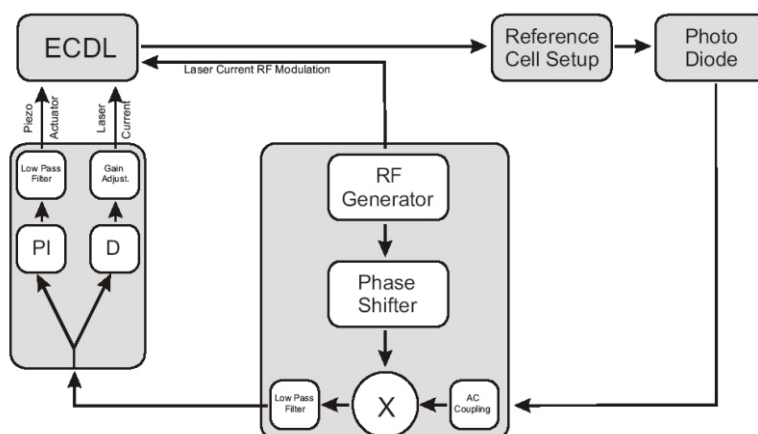 ECDL
Reference
Cell Setup
Photo
Diode
Laser Current RF Modulation
Piezo
Actuator
Laser
Current
Low Pass
Filter
Gain
Adjust.
PI
D
RF
Generator
Phase
Shifter
Low Pass
Filter
X
AC
Coupling